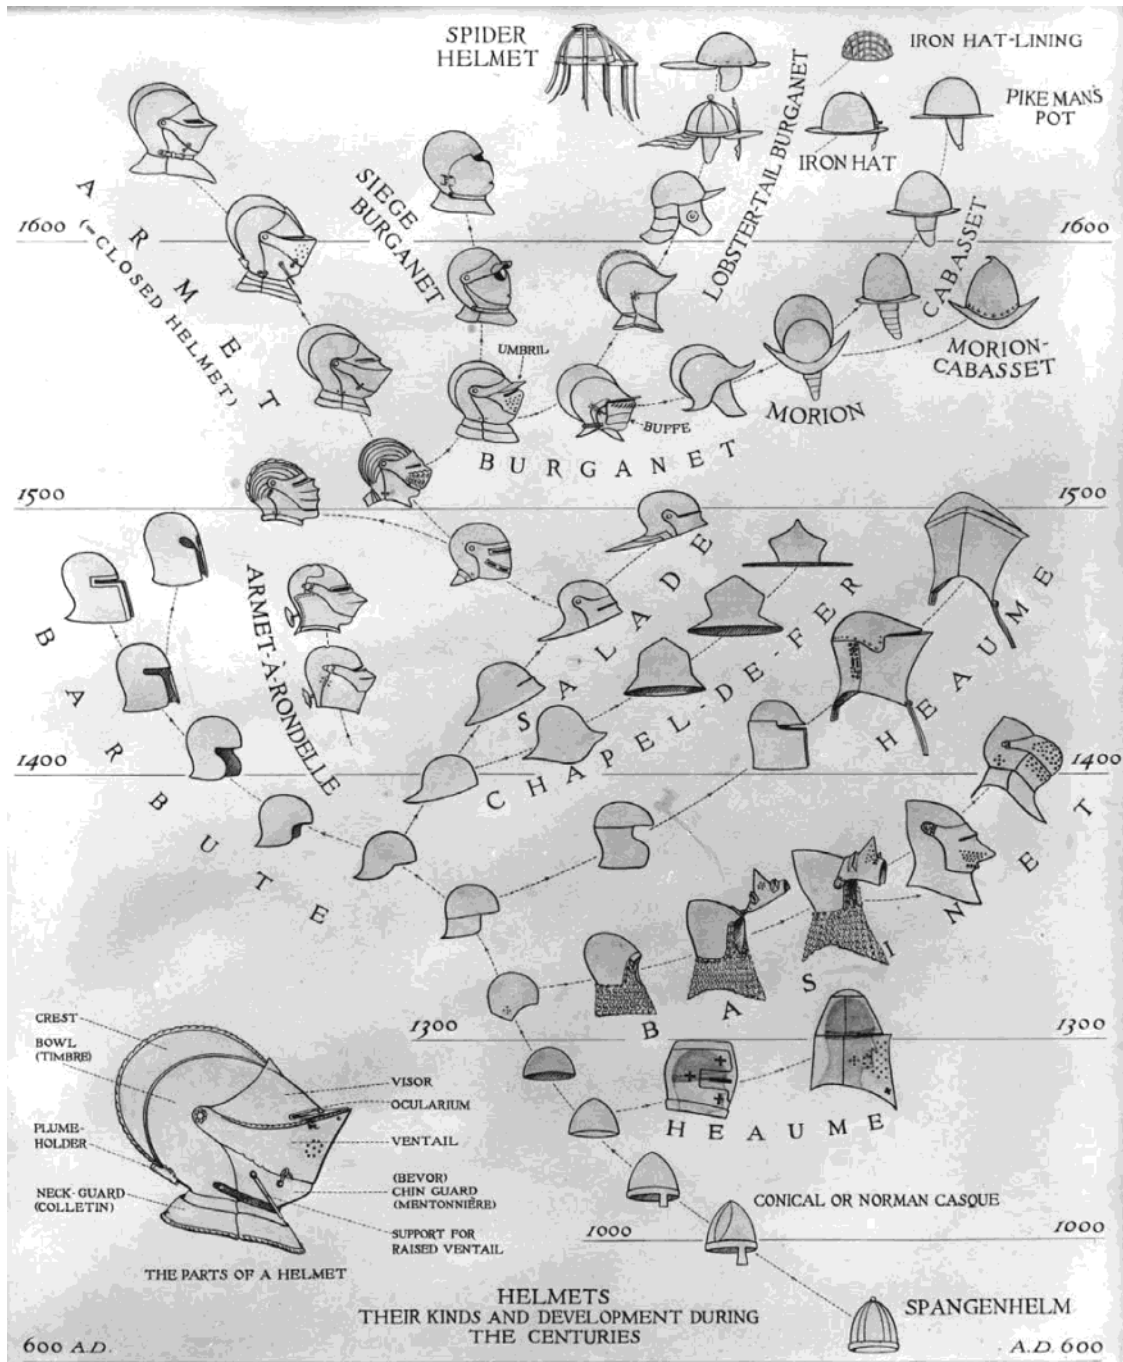 SPIDER
HELMET
IRON HAT-LINING
PIKEMAN'S
POT
IRON HAT
LOBSTER-TAIL BURGANET
SIEGE
BURGANET
ARMET
(=CLOSED HELMET)
1600
1600
CABASSET
MORION-
CABASSET
MORION
UMBRIL
BUFFE
BURGANET
1500
1500
BARBUTE
ARMET-À-RONDELLE
SALADE
CHAPEL-DE-FER
HEAUME
1400
1400
BASINET
1300
1300
HEAUME
CREST
BOWL
(TIMBRE)
PLUME-
HOLDER
NECK-GUARD
(COLLETIN)
VISOR
OCULARIUM
VENTAIL
(BEVOR)
CHIN GUARD
(MENTONNIÈRE)
SUPPORT FOR
RAISED VENTAIL
THE PARTS OF A HELMET
CONICAL OR NORMAN CASQUE
1000
1000
SPANGENHELM
HELMETS
THEIR KINDS AND DEVELOPMENT DURING
THE CENTURIES
600 A.D.
A.D. 600